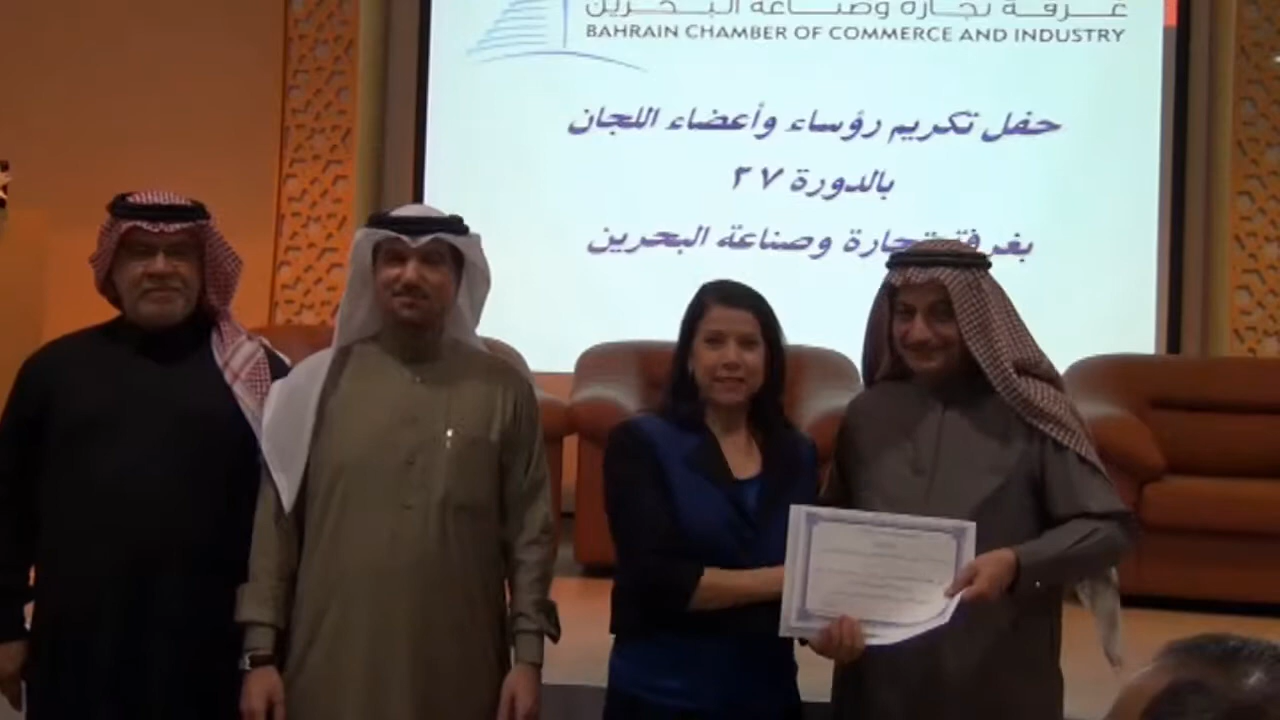 غرفة تجارة وصناعة البحرين
BAHRAIN CHAMBER OF COMMERCE AND INDUSTRY
حفل تكريم رؤساء وأعضاء اللجان
بالدورة ٢٧
بغرفة تجارة وصناعة البحرين